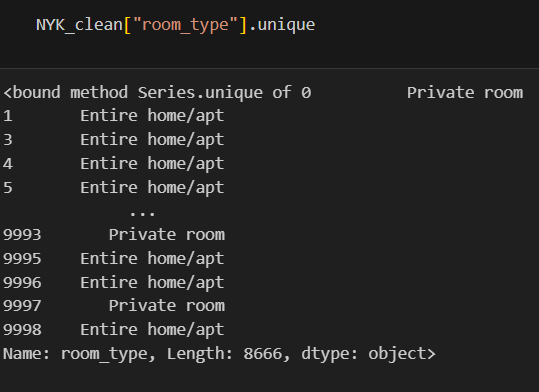 NYK_clean["room_type"].unique
<bound method Series.unique of 0         Private room
1       Entire home/apt
3       Entire home/apt
4       Entire home/apt
5       Entire home/apt
             ...
9993       Private room
9995    Entire home/apt
9996    Entire home/apt
9997       Private room
9998    Entire home/apt
Name: room_type, Length: 8666, dtype: object>